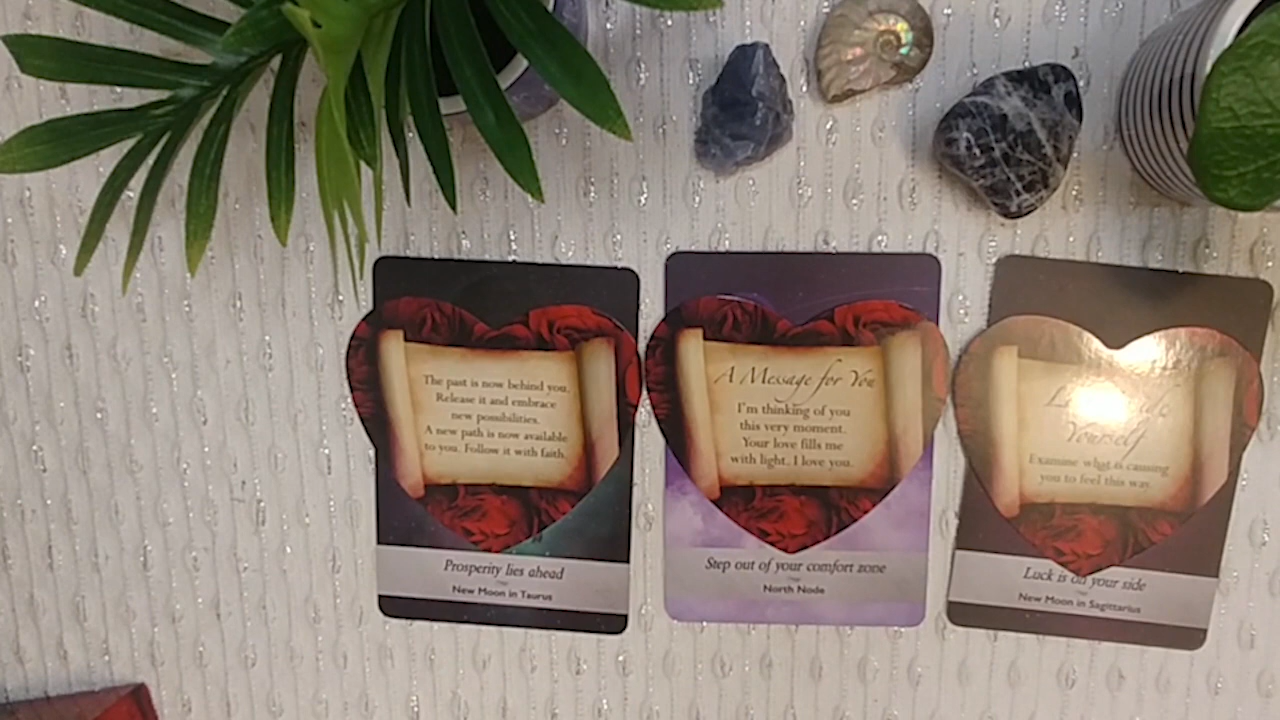 The past is now behind you.
Release it and embrace
new possibilities.
A new path is now available
to you. Follow it with faith.
Prosperity lies ahead
New Moon in Taurus
A Message for You
I'm thinking of you
this very moment.
Your love fills me
with light. I love you.
Step out of your comfort zone
North Node
Yourself
Examine what is causing
you to feel this way.
Luck is on your side
New Moon in Sagittarius